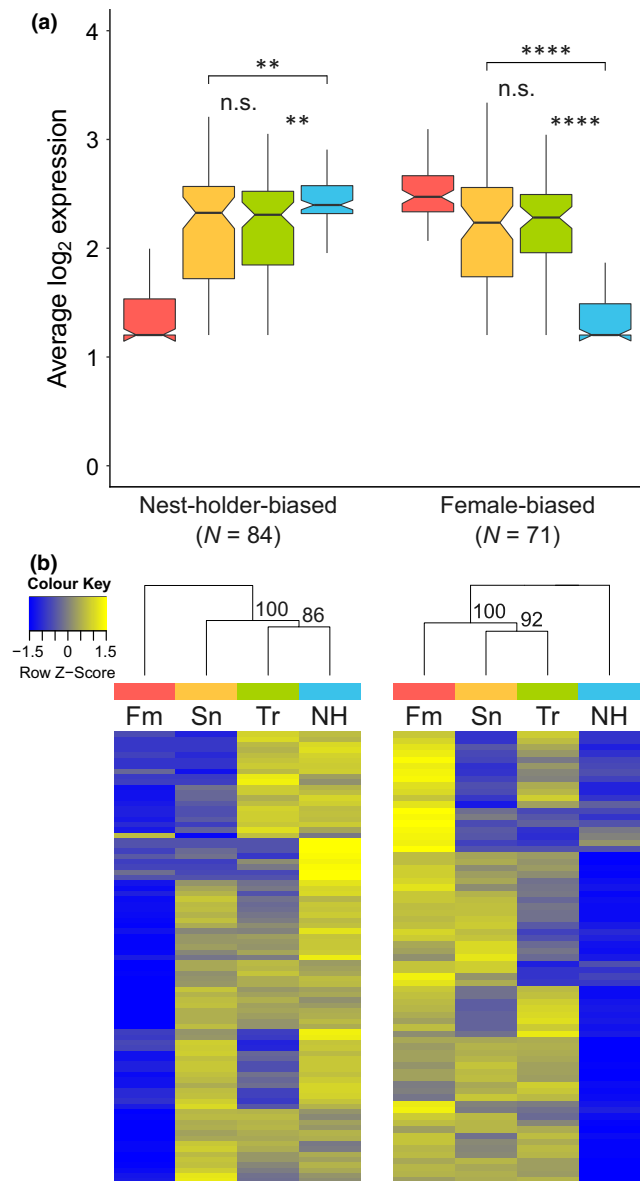 (a)
4
3
2
1
0
Average log₂ expression
**
n.s.
**
****
n.s.
****
Nest-holder-biased
(N = 84)
Female-biased
(N = 71)
(b)
Colour Key
−1.5 0 1.5
Row Z−Score
100
86
100
92
Fm Sn Tr NH
Fm Sn Tr NH